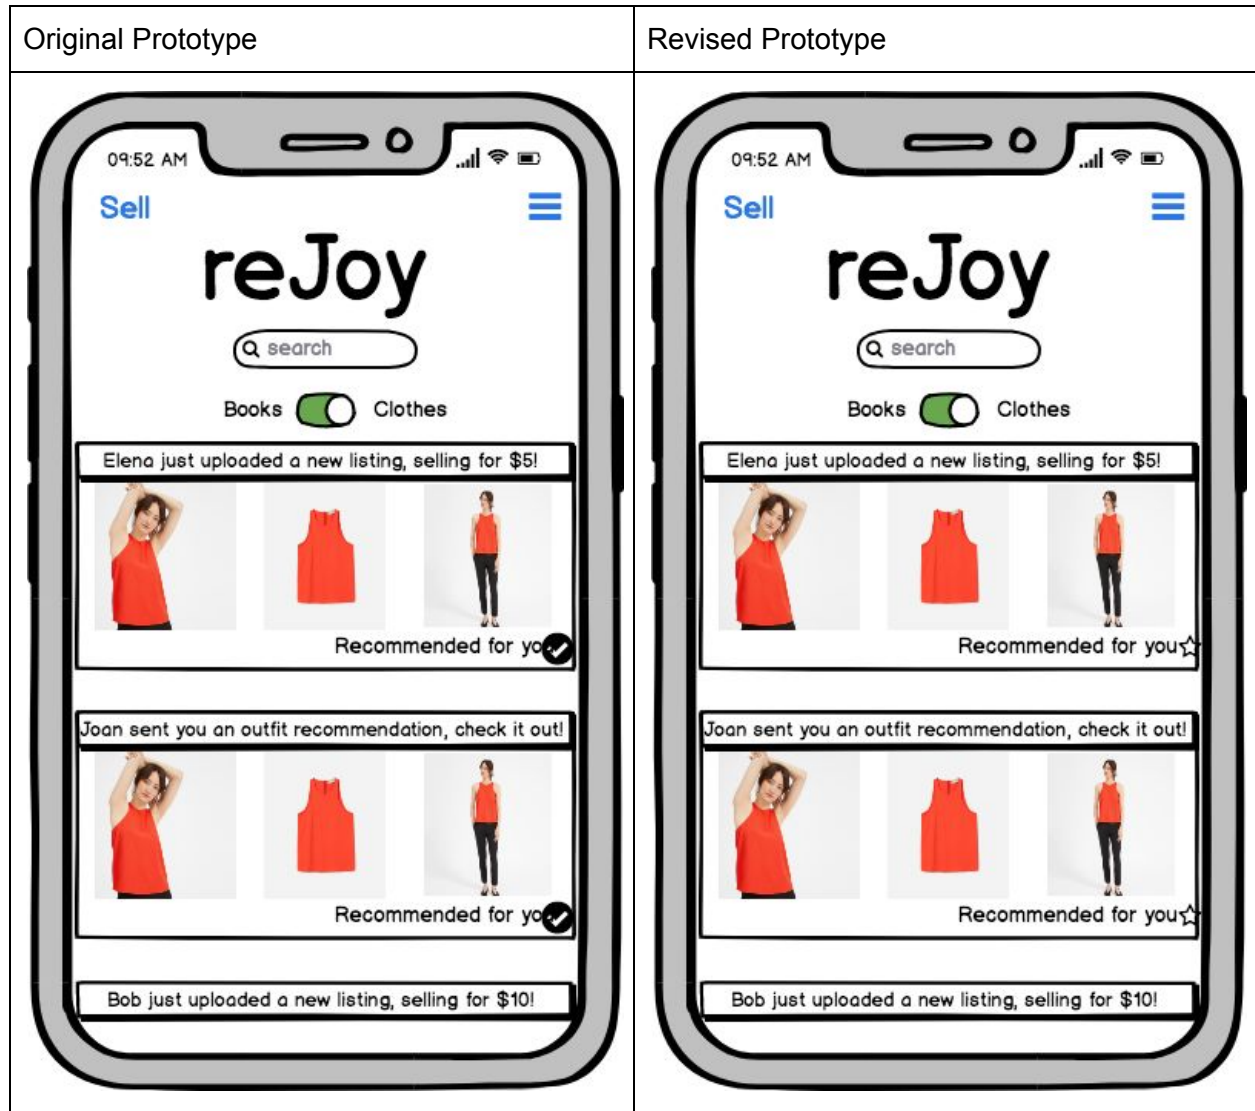 Original Prototype
Revised Prototype
09:52 AM
Sell
reJoy
search
Books Clothes
Elena just uploaded a new listing, selling for $5!
Recommended for yo
Joan sent you an outfit recommendation, check it out!
Recommended for yo
Bob just uploaded a new listing, selling for $10!
09:52 AM
Sell
reJoy
search
Books Clothes
Elena just uploaded a new listing, selling for $5!
Recommended for you
Joan sent you an outfit recommendation, check it out!
Recommended for you
Bob just uploaded a new listing, selling for $10!